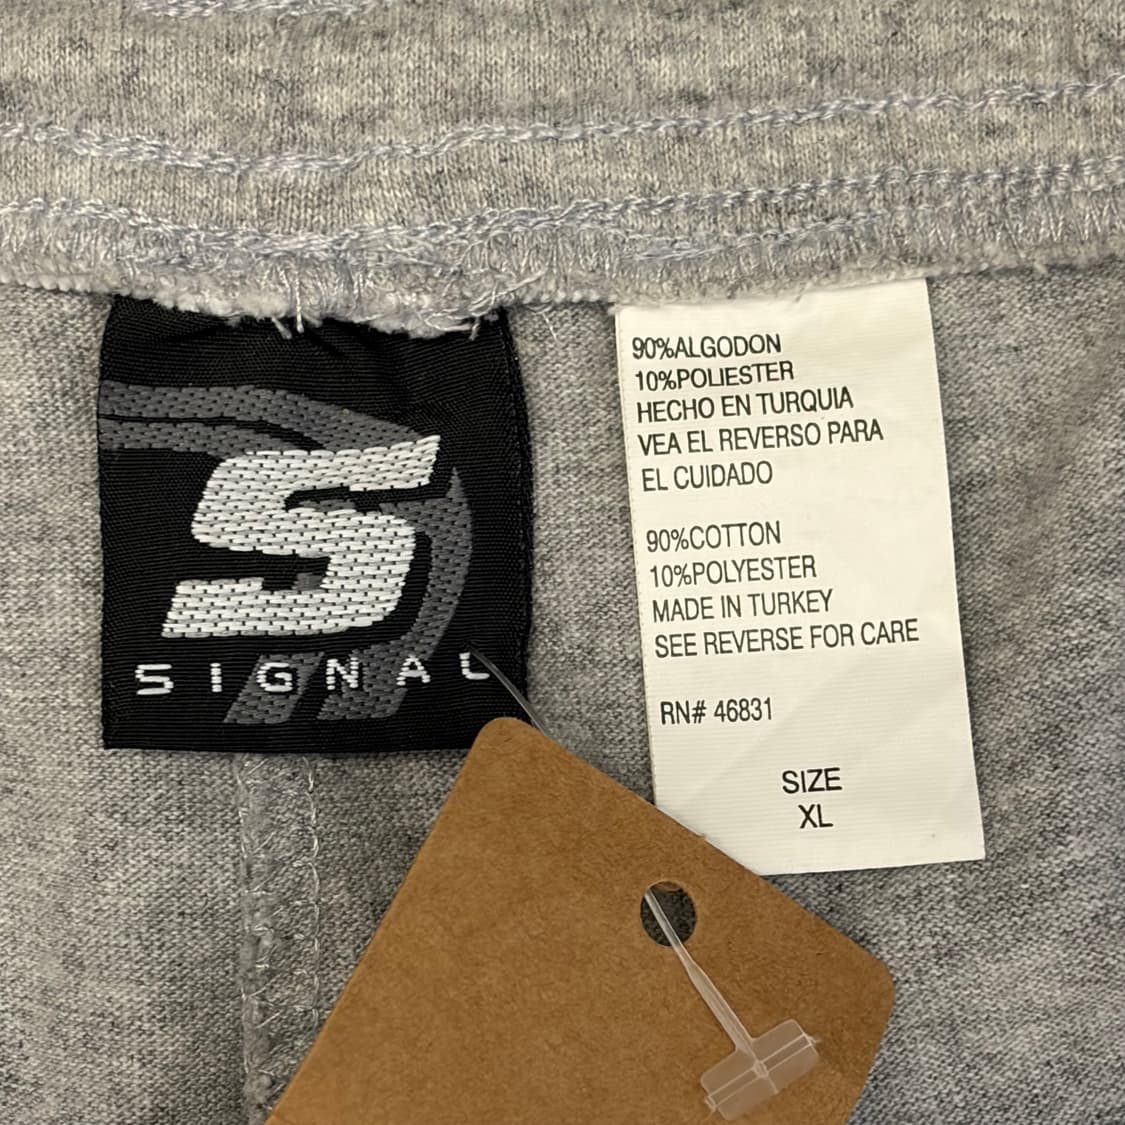 S
SIGNAL
90%ALGODON
10%POLIESTER
HECHO EN TURQUIA
VEA EL REVERSO PARA
EL CUIDADO
90%COTTON
10%POLYESTER
MADE IN TURKEY
SEE REVERSE FOR CARE
RN# 46831
SIZE
XL